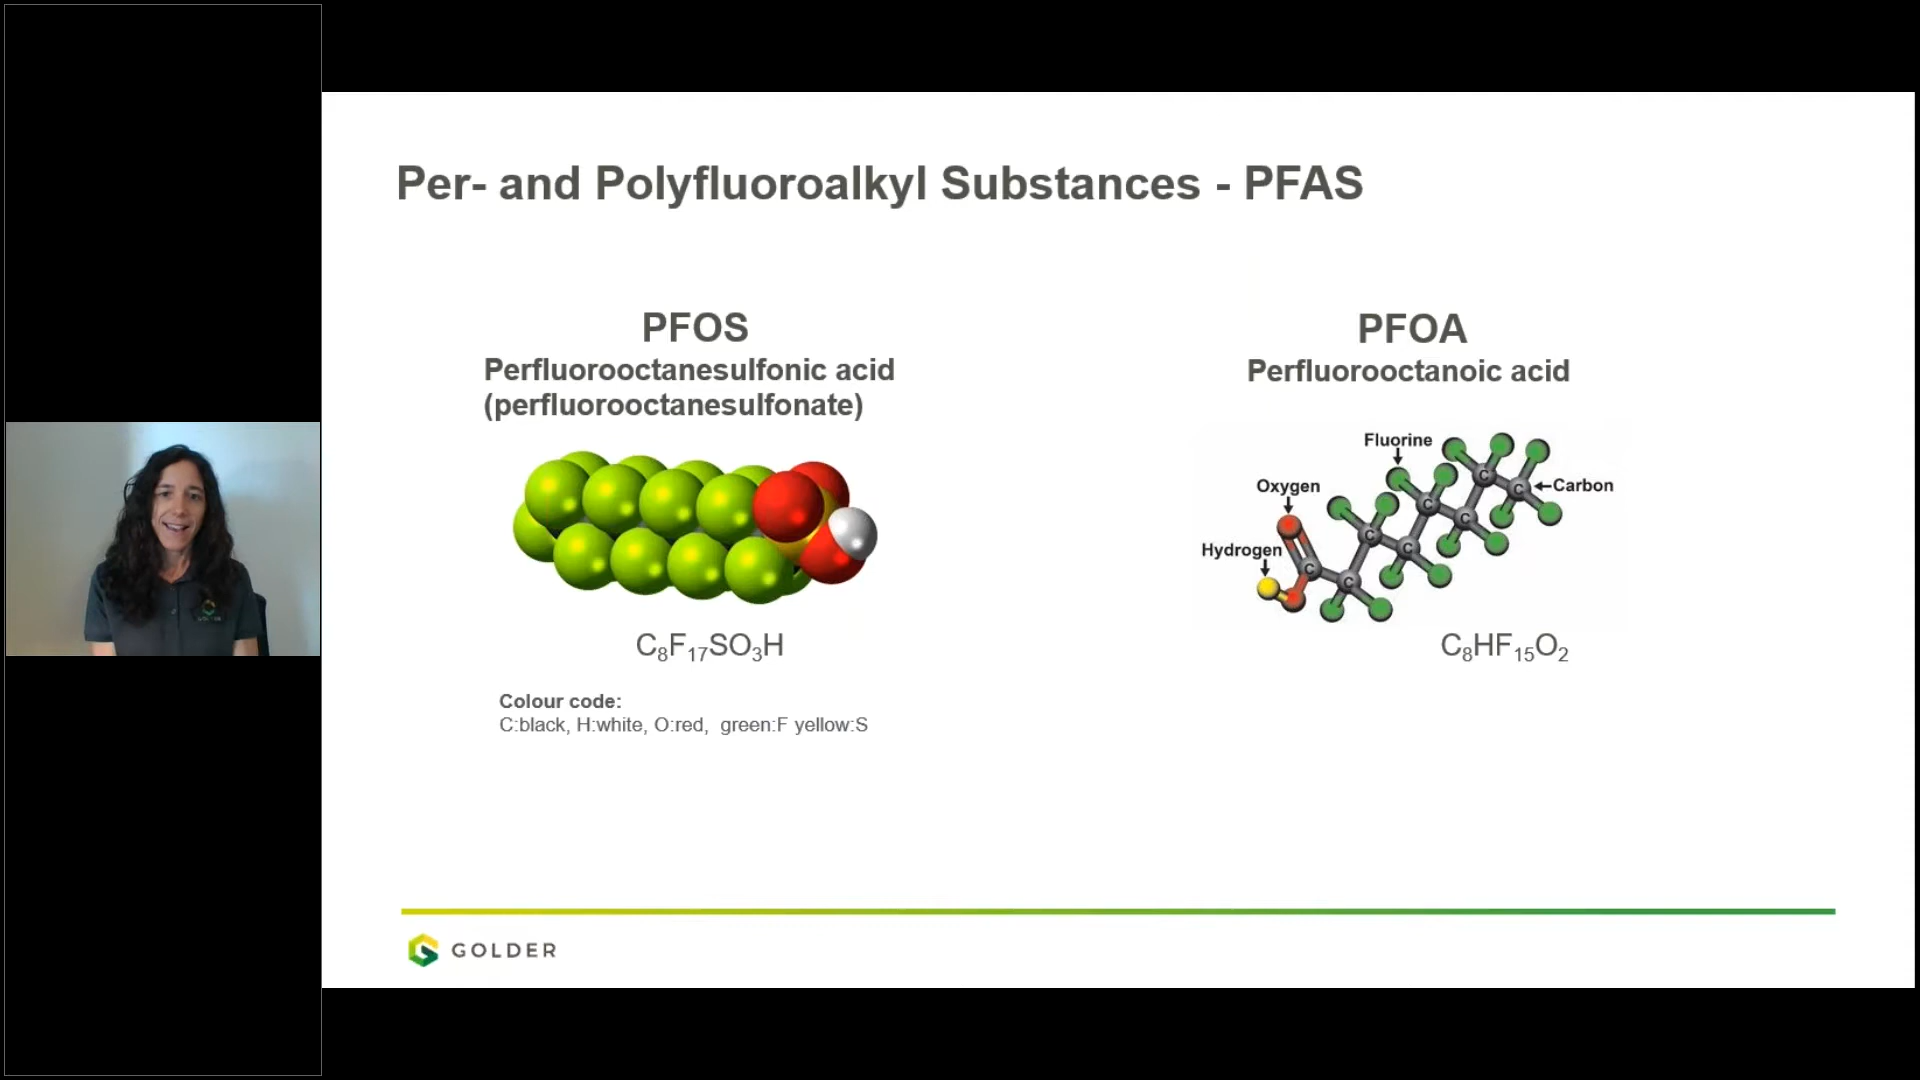 Per- and Polyfluoroalkyl Substances - PFAS
PFOS
Perfluorooctanesulfonic acid
(perfluorooctanesulfonate)
C₈F₁₇SO₃H
Colour code:
C:black, H:white, O:red, green:F yellow:S
PFOA
Perfluorooctanoic acid
Fluorine
Oxygen
Carbon
Hydrogen
C
C
C
C
C
C
C
C
C₈HF₁₅O₂
GOLDER